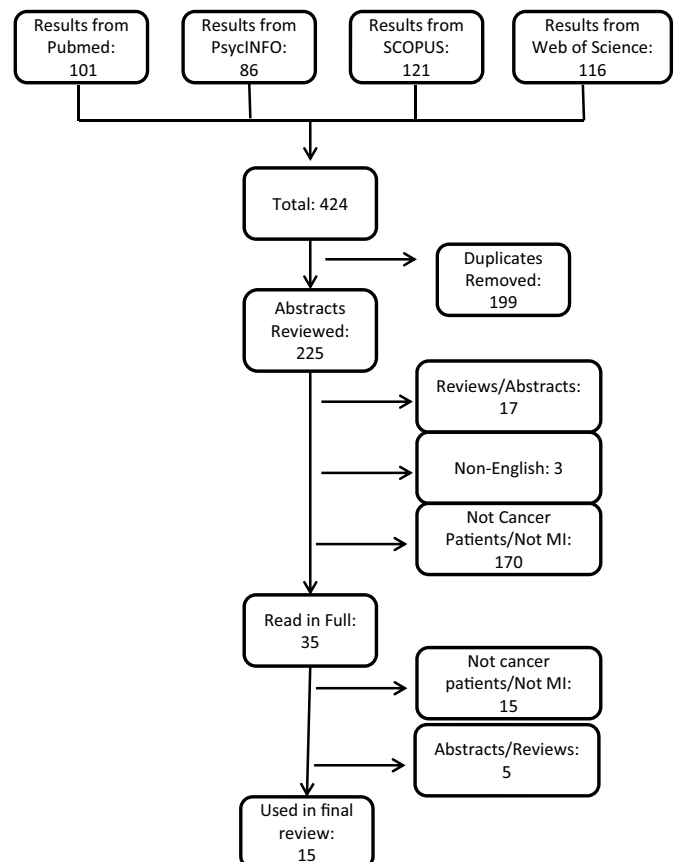 Results from
Pubmed:
101
Results from
PsycINFO:
86
Results from
SCOPUS:
121
Results from
Web of Science:
116
Total: 424
Duplicates
Removed:
199
Abstracts
Reviewed:
225
Reviews/Abstracts:
17
Non-English: 3
Not Cancer
Patients/Not MI:
170
Read in Full:
35
Not cancer
patients/Not MI:
15
Abstracts/Reviews:
5
Used in final
review:
15